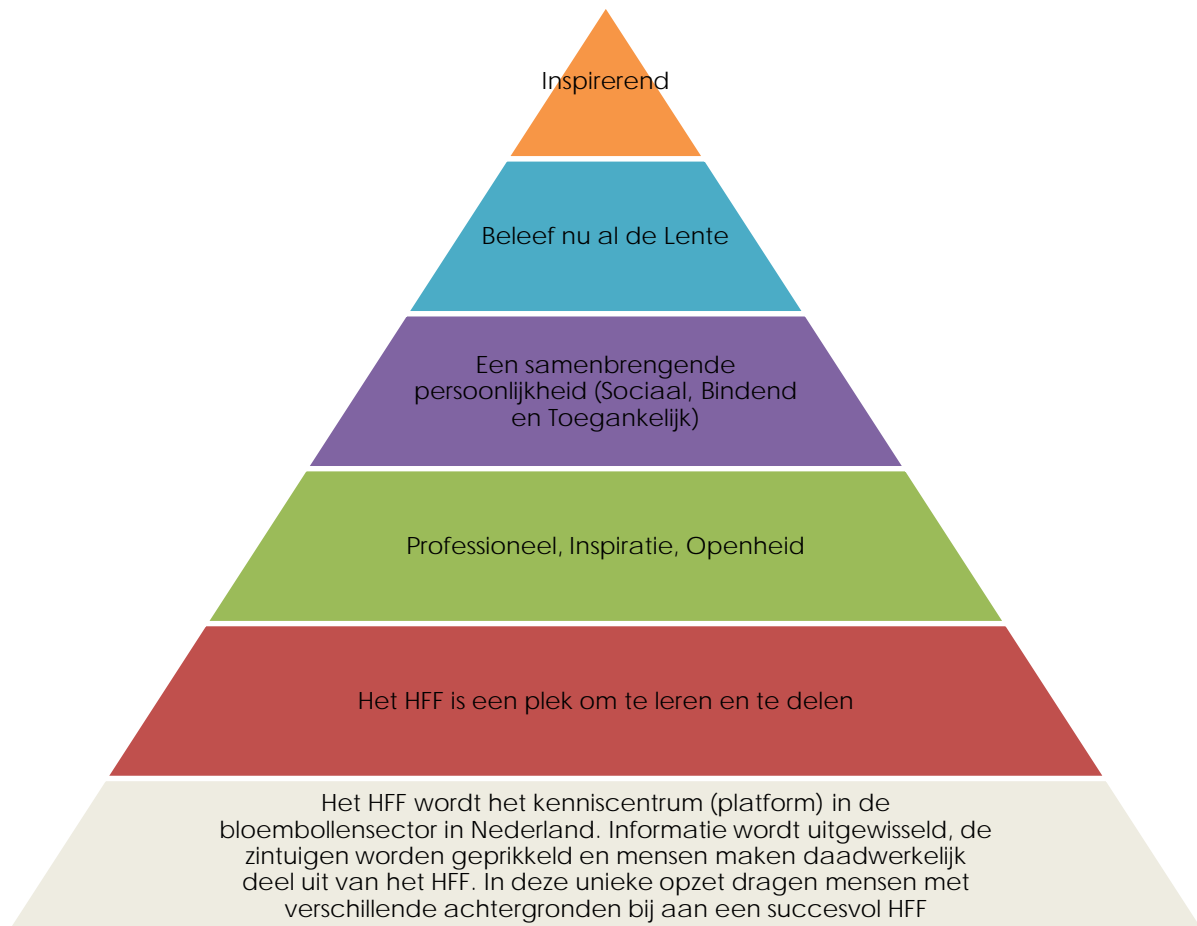 Inspirerend
Beleef nu al de Lente
Een samenbrengende
persoonlijkheid (Sociaal, Bindend
en Toegankelijk)
Professioneel, Inspiratie, Openheid
Het HFF is een plek om te leren en te delen
Het HFF wordt het kenniscentrum (platform) in de
bloembollensector in Nederland. Informatie wordt uitgewisseld, de
zintuigen worden geprikkeld en mensen maken daadwerkelijk
deel uit van het HFF. In deze unieke opzet dragen mensen met
verschillende achtergronden bij aan een succesvol HFF